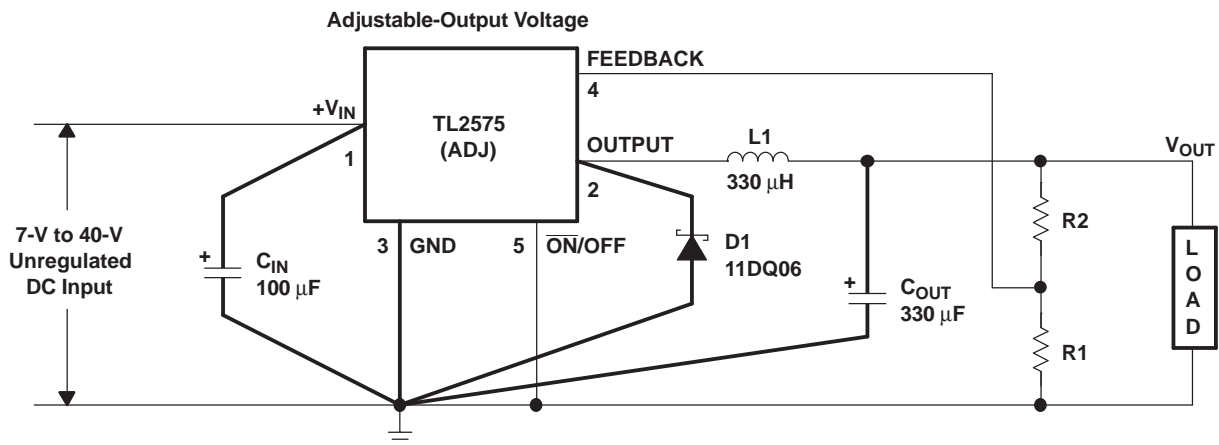 Adjustable-Output Voltage
FEEDBACK
4
+VIN
TL2575
(ADJ)
1
OUTPUT
2
L1
330 μH
VOUT
7-V to 40-V
Unregulated
DC Input
+
CIN
100 μF
3
GND
5
ON/OFF
D1
11DQ06
+
COUT
330 μF
R2
R1
LOAD